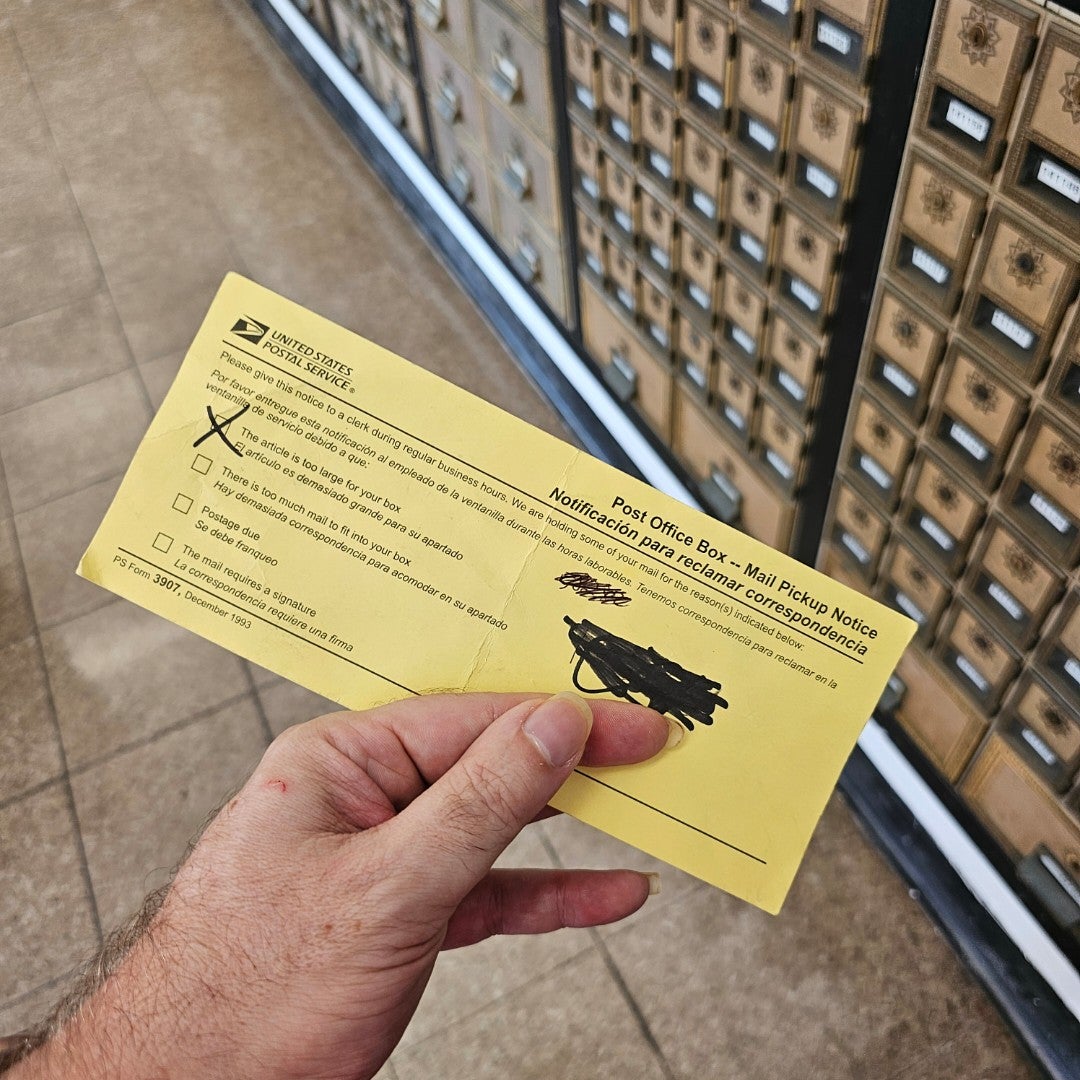 UNITED STATES
POSTAL SERVICE®
Post Office Box -- Mail Pickup Notice
Notificación para reclamar correspondencia
Please give this notice to a clerk during regular business hours. We are holding some of your mail for the reason(s) indicated below:
Por favor entregue esta notificación al empleado de la ventanilla durante las horas laborables. Tenemos correspondencia para reclamar en la
ventanilla de servicio debido a que:
The article is too large for your box
El artículo es demasiado grande para su apartado
There is too much mail to fit into your box
Hay demasiada correspondencia para acomodar en su apartado
Postage due
Se debe franqueo
The mail requires a signature
La correspondencia requiere una firma
PS Form 3907, December 1993